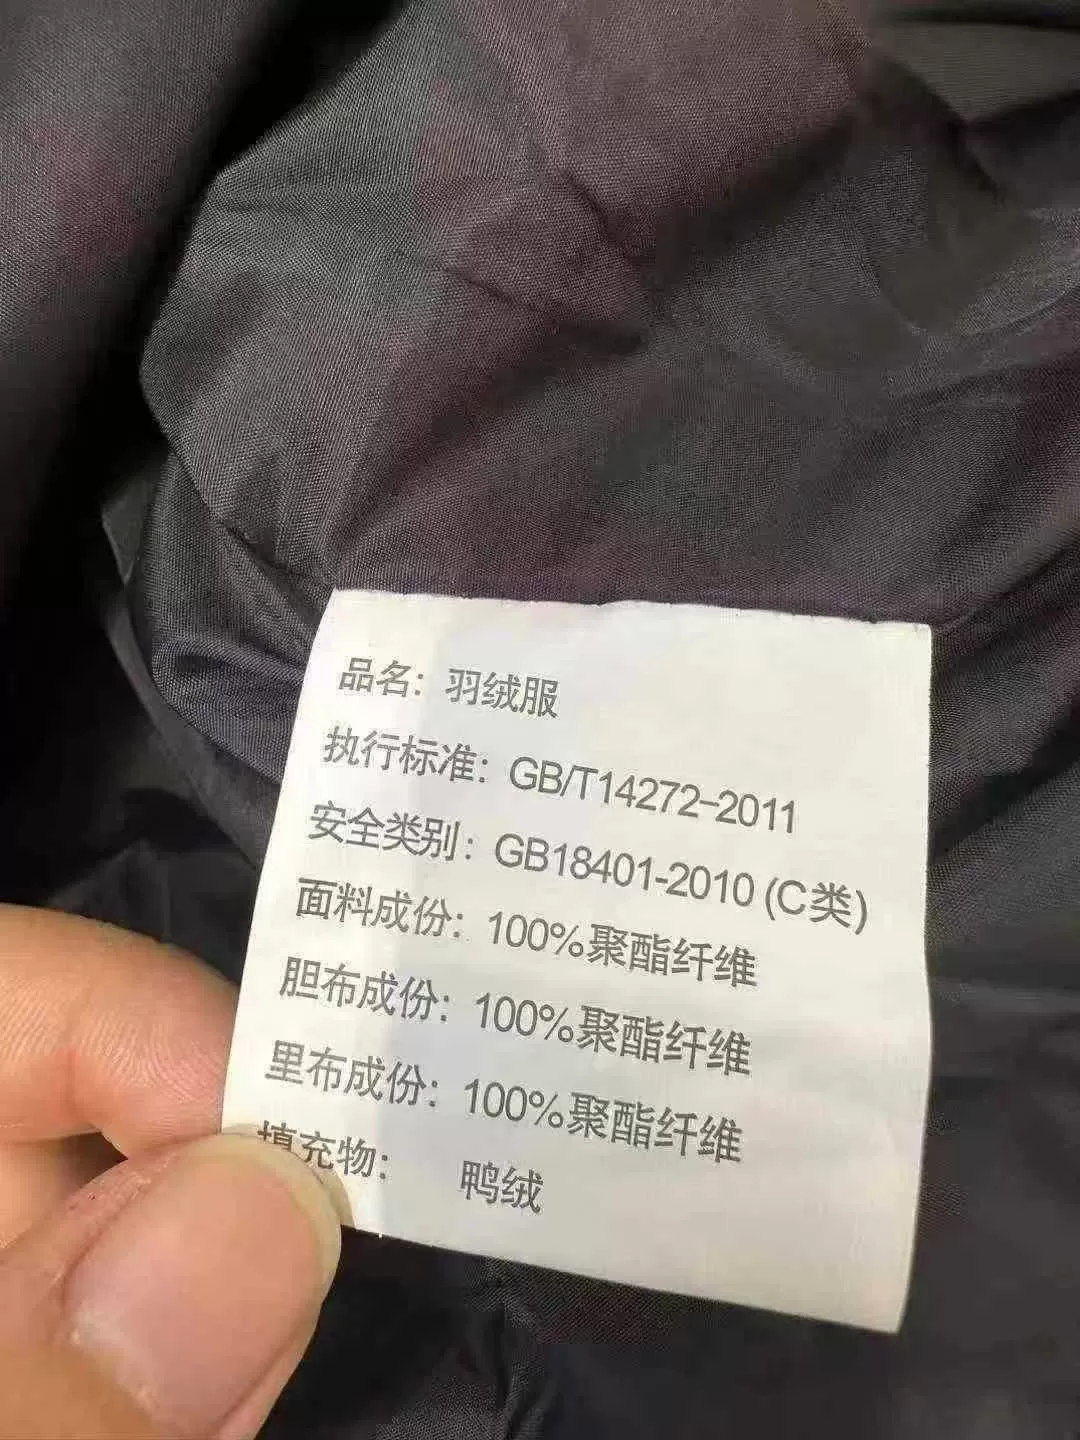 品名：羽绒服
执行标准：GB/T14272-2011
安全类别：GB18401-2010 (C类)
面料成份：100%聚酯纤维
胆布成份：100%聚酯纤维
里布成份：100%聚酯纤维
填充物： 鸭绒